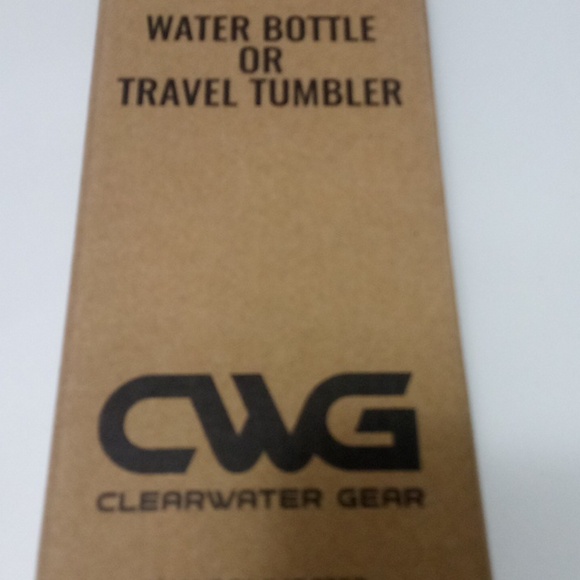 WATER BOTTLE
OR
TRAVEL TUMBLER
CWG
CLEARWATER GEAR